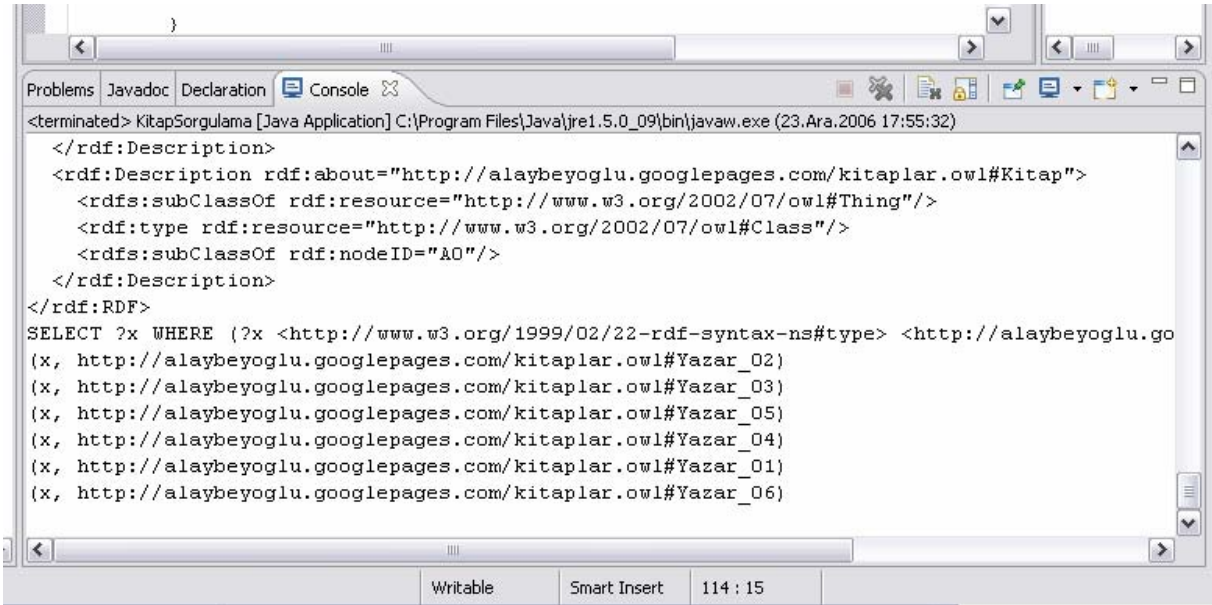 }
Problems Javadoc Declaration Console
<terminated> KitapSorgulama [Java Application] C:\Program Files\Java\jre1.5.0_09\bin\javaw.exe (23.Ara.2006 17:55:32)
</rdf:Description>
<rdf:Description rdf:about="http://alaybeyoglu.googlepages.com/kitaplar.owl#Kitap">
<rdfs:subClassOf rdf:resource="http://www.w3.org/2002/07/owl#Thing"/>
<rdf:type rdf:resource="http://www.w3.org/2002/07/owl#Class"/>
<rdfs:subClassOf rdf:nodeID="A0"/>
</rdf:Description>
</rdf:RDF>
SELECT ?x WHERE (?x <http://www.w3.org/1999/02/22-rdf-syntax-ns#type> <http://alaybeyoglu.go
(x, http://alaybeyoglu.googlepages.com/kitaplar.owl#Yazar_02)
(x, http://alaybeyoglu.googlepages.com/kitaplar.owl#Yazar_03)
(x, http://alaybeyoglu.googlepages.com/kitaplar.owl#Yazar_05)
(x, http://alaybeyoglu.googlepages.com/kitaplar.owl#Yazar_04)
(x, http://alaybeyoglu.googlepages.com/kitaplar.owl#Yazar_01)
(x, http://alaybeyoglu.googlepages.com/kitaplar.owl#Yazar_06)
Writable Smart Insert 114 : 15